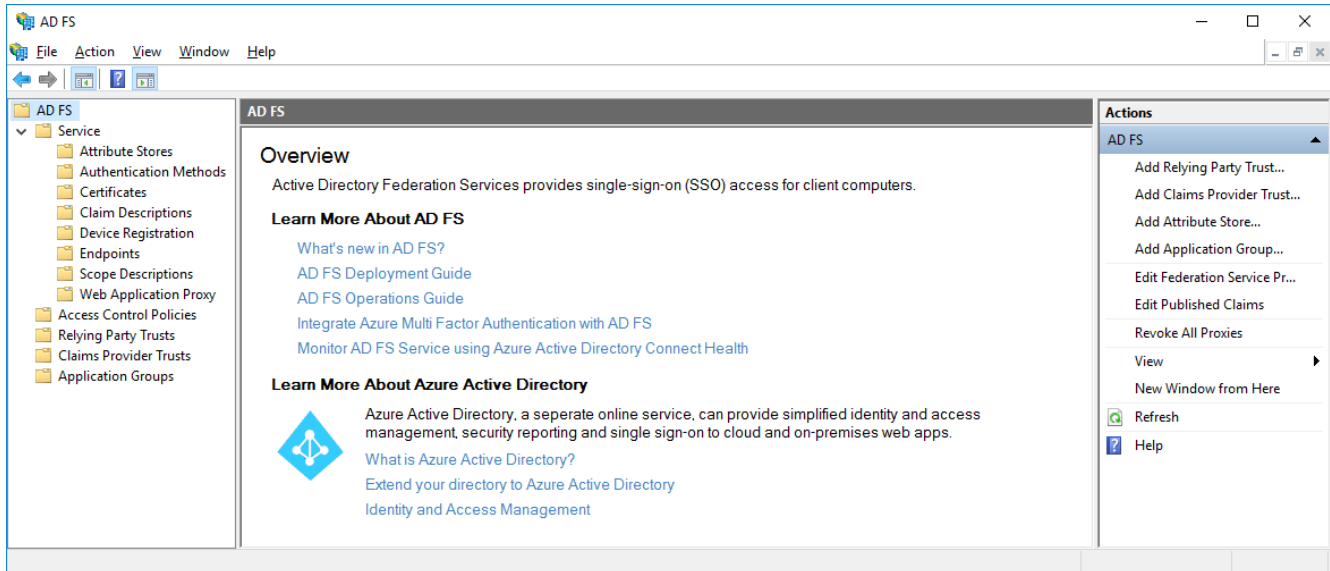 AD FS
File Action View Window Help
AD FS
Service
Attribute Stores
Authentication Methods
Certificates
Claim Descriptions
Device Registration
Endpoints
Scope Descriptions
Web Application Proxy
Access Control Policies
Relying Party Trusts
Claims Provider Trusts
Application Groups
AD FS
Overview
Active Directory Federation Services provides single-sign-on (SSO) access for client computers.
Learn More About AD FS
What's new in AD FS?
AD FS Deployment Guide
AD FS Operations Guide
Integrate Azure Multi Factor Authentication with AD FS
Monitor AD FS Service using Azure Active Directory Connect Health
Learn More About Azure Active Directory
Azure Active Directory, a seperate online service, can provide simplified identity and access
management, security reporting and single sign-on to cloud and on-premises web apps.
What is Azure Active Directory?
Extend your directory to Azure Active Directory
Identity and Access Management
Actions
AD FS
Add Relying Party Trust...
Add Claims Provider Trust...
Add Attribute Store...
Add Application Group...
Edit Federation Service Pr...
Edit Published Claims
Revoke All Proxies
View
New Window from Here
Refresh
Help